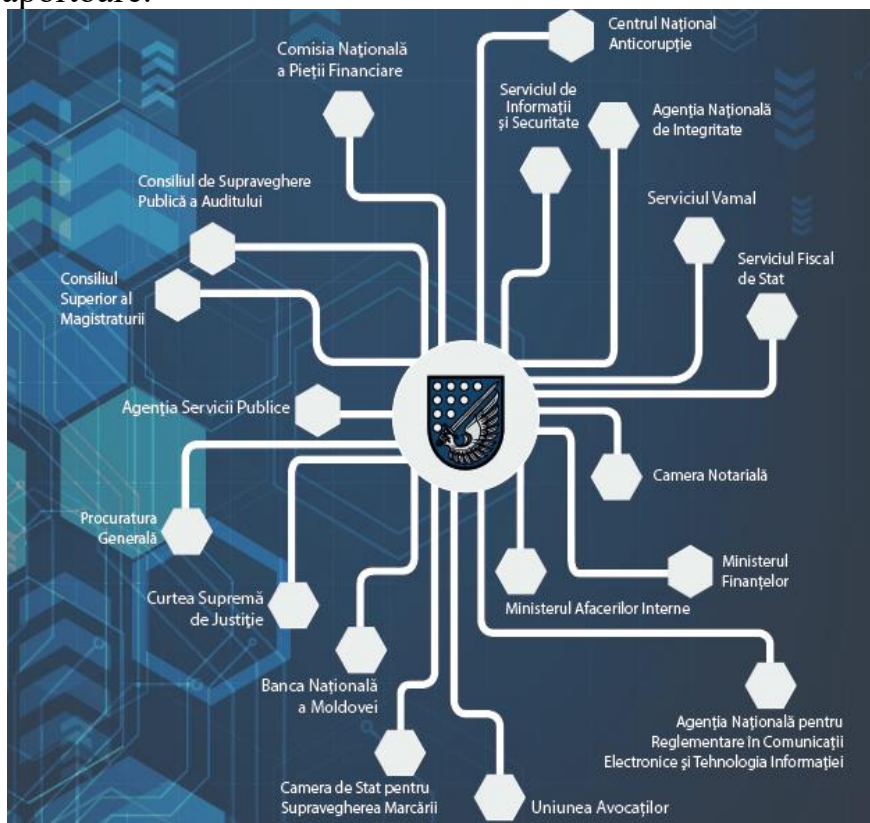 Centrul Național
Anticorupție
Comisia Naţională
a Pieții Financiare
Serviciul de
Informații
și Securitate
Agenția Națională
de Integritate
Consiliul de Supraveghere
Publică a Auditului
Serviciul Vamal
Serviciul Fiscal
de Stat
Consiliul
Superior al
Magistraturii
Agenția Servicii Publice
Camera Notarială
Procuratura
Generală
Ministerul
Finanțelor
Curtea Supremă
de Justiţie
Ministerul Afacerilor Interne
Banca Națională
a Moldovei
Agenția Națională pentru
Reglementare în Comunicații
Electronice și Tehnologia Informației
Camera de Stat pentru
Supravegherea Marcării
Uniunea Avocaților